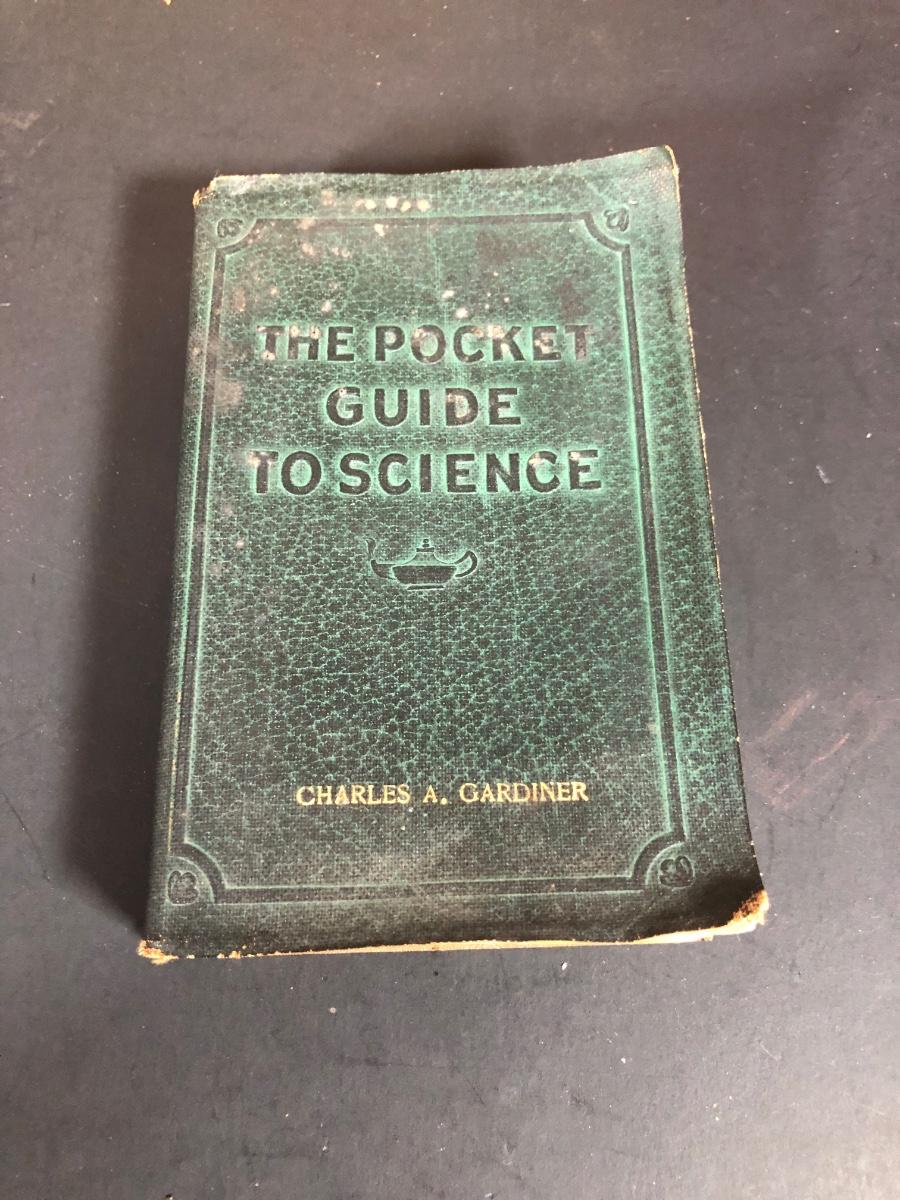 THE POCKET
GUIDE
TO SCIENCE
CHARLES A. GARDINER